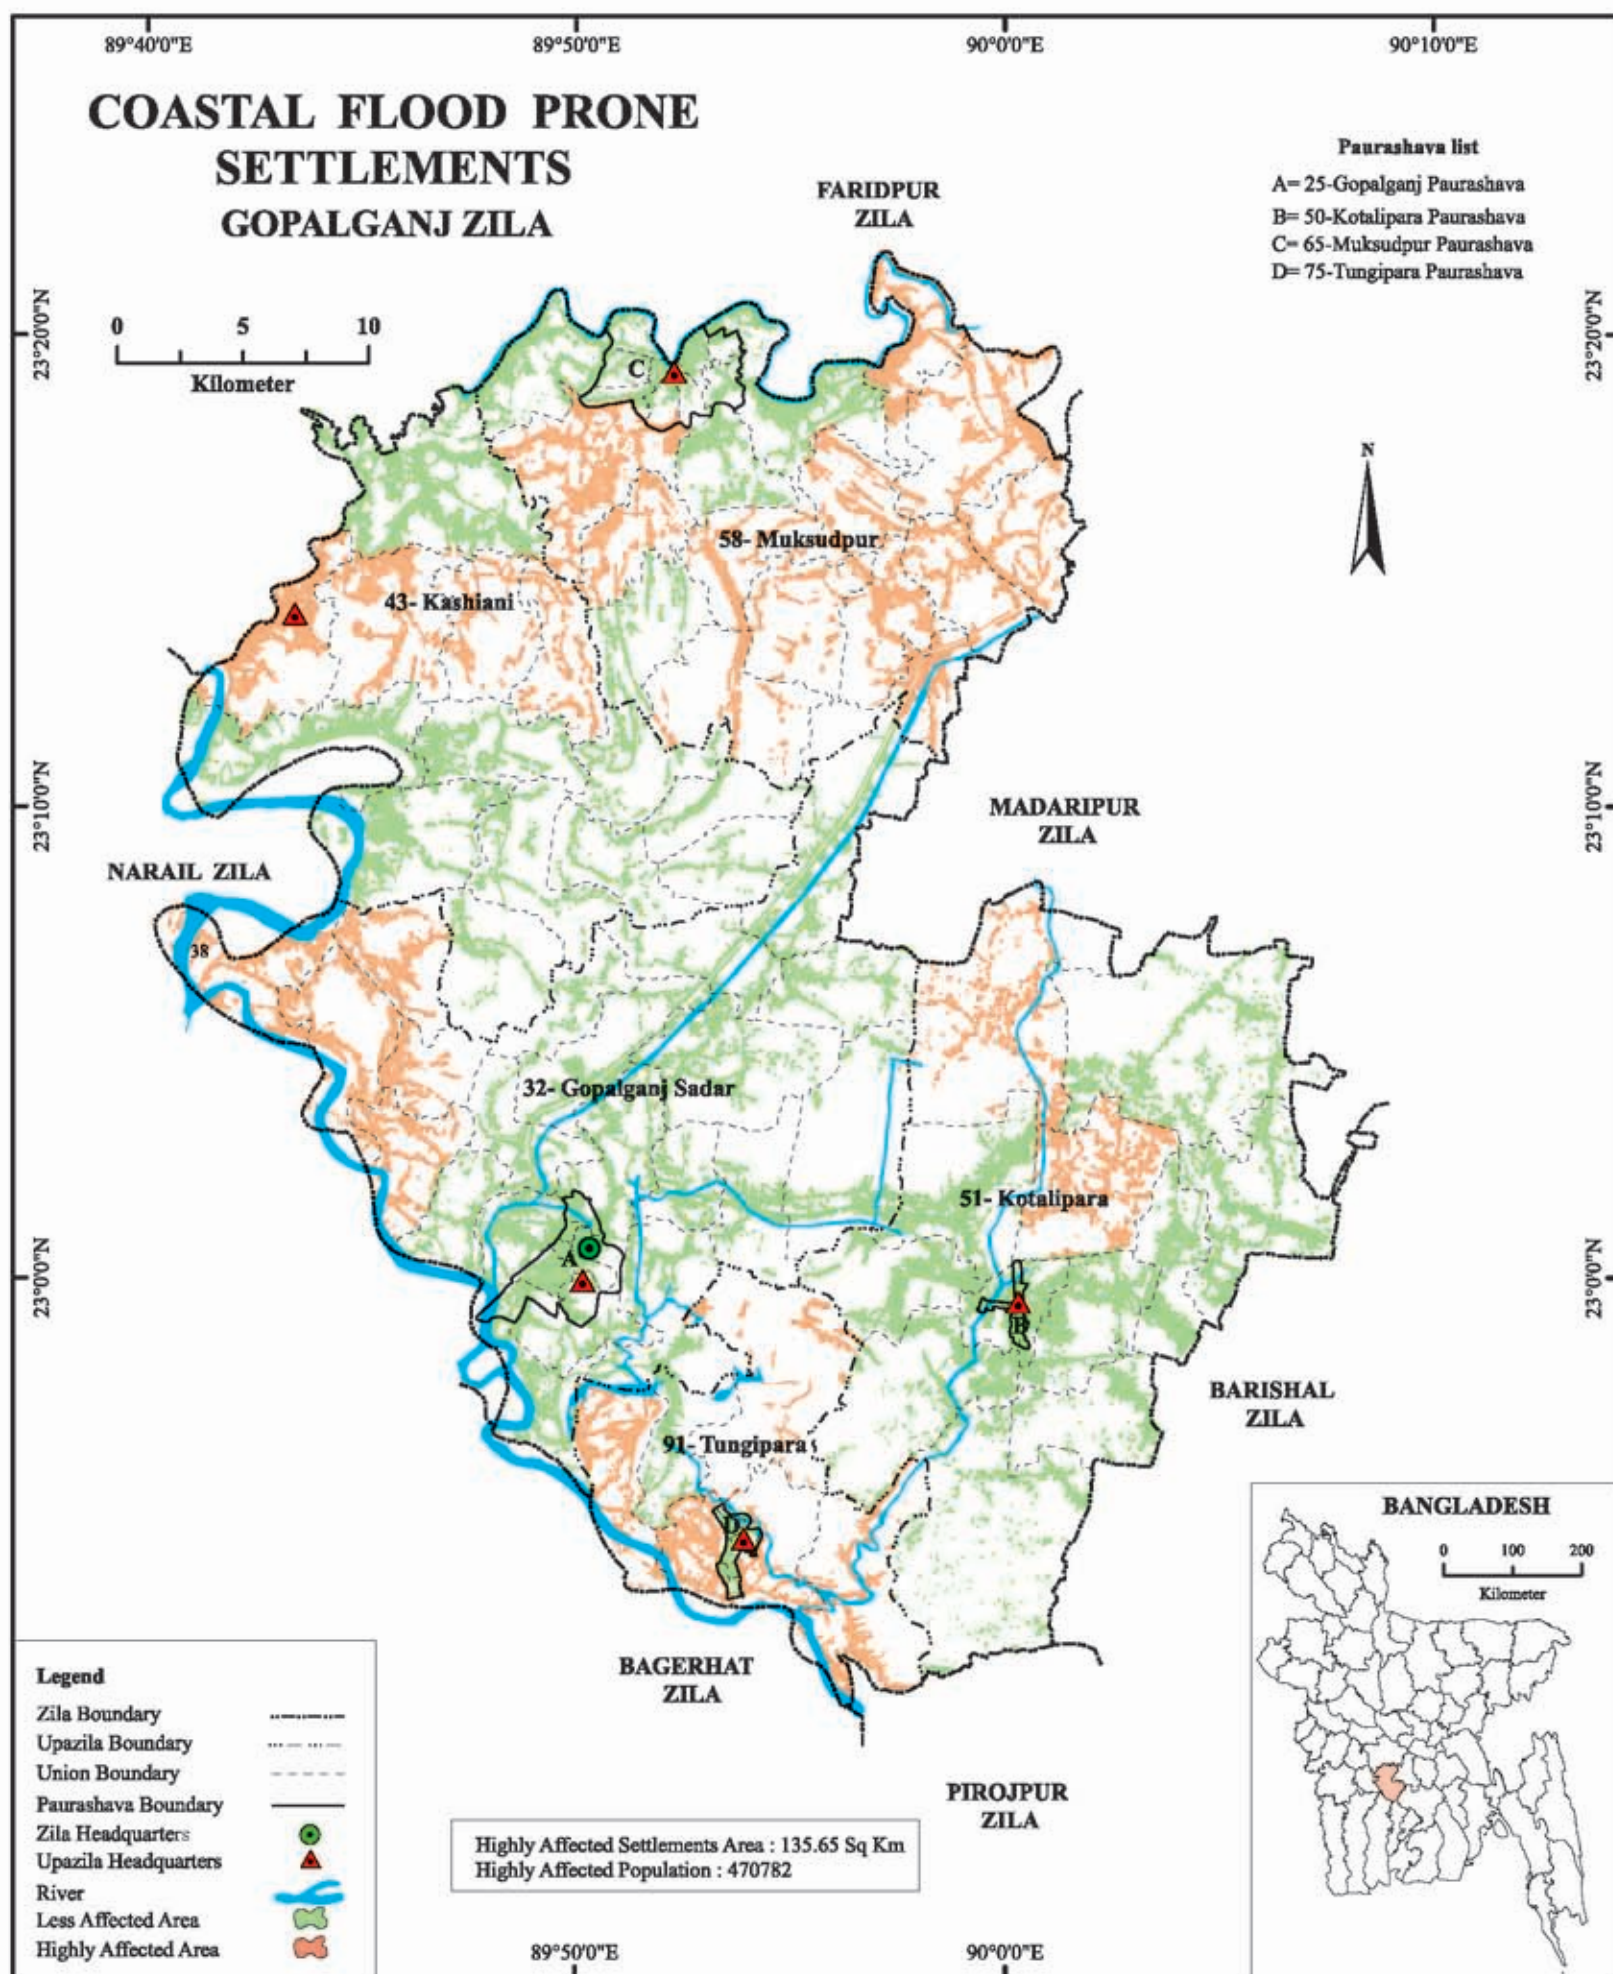 89°40'0"E
89°50'0"E
90°0'0"E
90°10'0"E
COASTAL FLOOD PRONE
SETTLEMENTS
GOPALGANJ ZILA
0 5 10
Kilometer
FARIDPUR
ZILA
Paurashava list
A= 25-Gopalganj Paurashava
B= 50-Kotalipara Paurashava
C= 65-Muksudpur Paurashava
D= 75-Tungipara Paurashava
23°20'0"N
23°20'0"N
C
N
58- Muksudpur
43- Kashiani
23°10'0"N
23°10'0"N
MADARIPUR
ZILA
NARAIL ZILA
38
32- Gopalganj Sadar
51- Kotalipara
A
23°0'0"N
23°0'0"N
B
BARISHAL
ZILA
91- Tungipara
D
BAGERHAT
ZILA
PIROJPUR
ZILA
BANGLADESH
0 100 200
Kilometer
Legend
Zila Boundary
Upazila Boundary
Union Boundary
Paurashava Boundary
Zila Headquarters
Upazila Headquarters
River
Less Affected Area
Highly Affected Area
Highly Affected Settlements Area : 135.65 Sq Km
Highly Affected Population : 470782
89°50'0"E
90°0'0"E